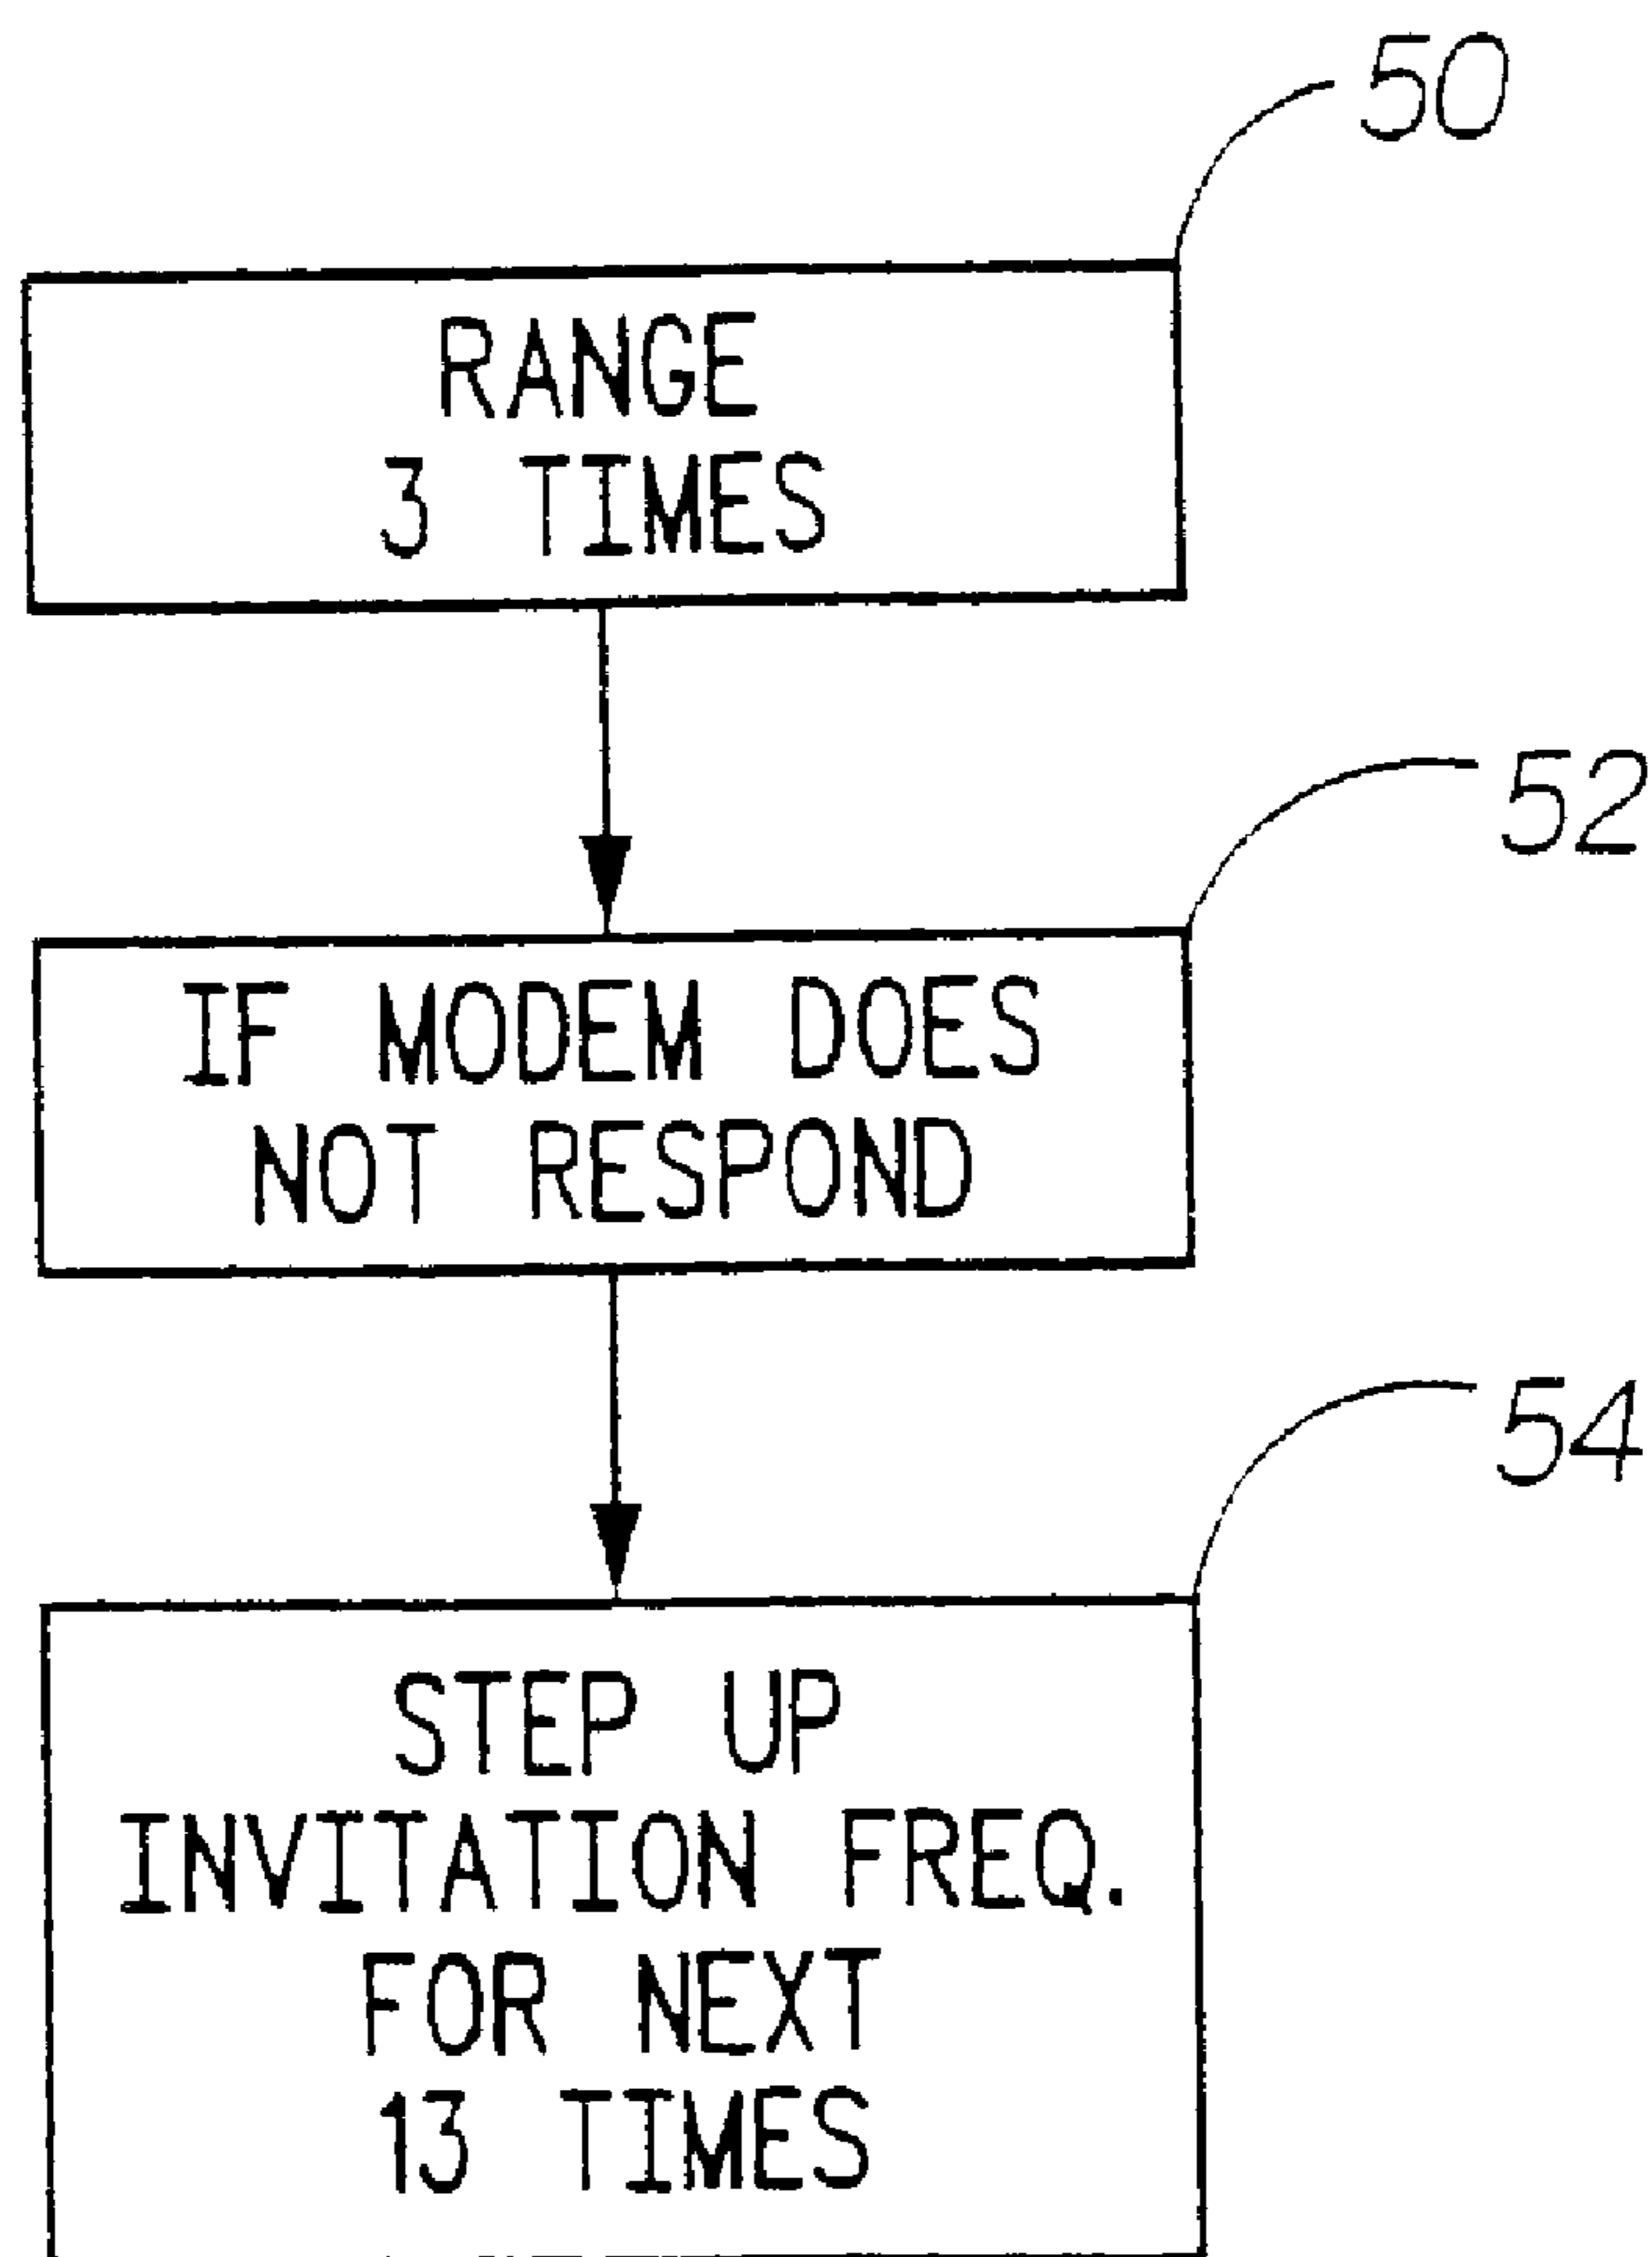 50
RANGE
3 TIMES
52
IF MODEM DOES
NOT RESPOND
54
STEP UP
INVITATION FREQ.
FOR NEXT
13 TIMES